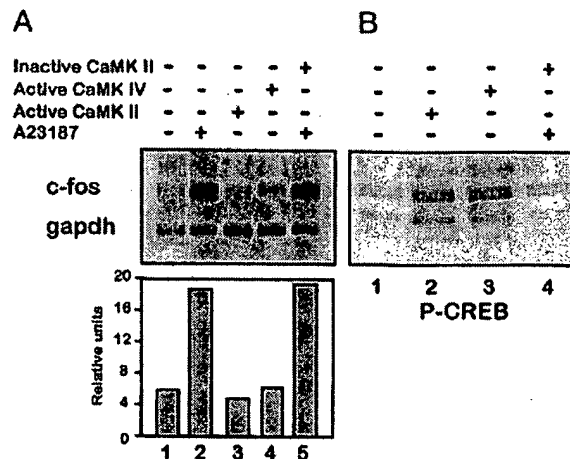 A
B
Inactive CaMK II - - - - + - - - +
Active CaMK IV - - - + - - - + -
Active CaMK II - - + - - - + - -
A23187 - + - - + - - - +
c-fos
gapdh
1 2 3 4
P-CREB
Relative units
20
16
12
8
4
0
1 2 3 4 5